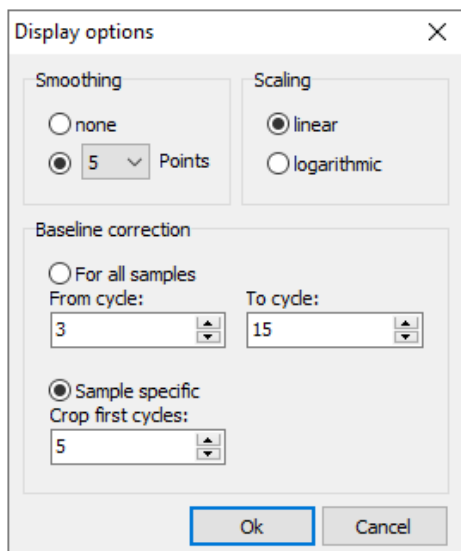 Display options
Smoothing
none
5 Points
Scaling
linear
logarithmic
Baseline correction
For all samples
From cycle: To cycle:
3 15
Sample specific
Crop first cycles:
5
Ok Cancel